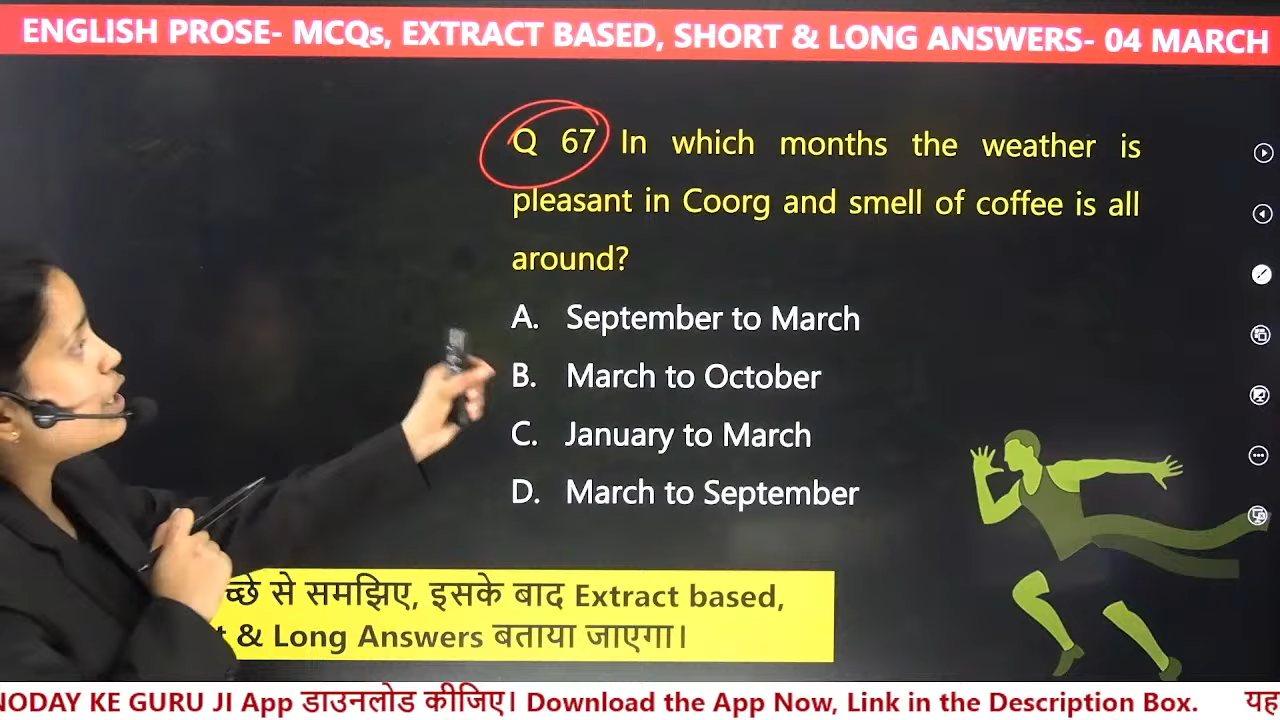 ENGLISH PROSE- MCQs, EXTRACT BASED, SHORT & LONG ANSWERS- 04 MARCH
Q 67 In which months the weather is
pleasant in Coorg and smell of coffee is all
around?
A. September to March
B. March to October
C. January to March
D. March to September
से समझिए, इसके बाद Extract based,
& Long Answers बताया जाएगा।
KE GURU JI App डाउनलोड कीजिए। Download the App Now, Link in the Description Box. यह